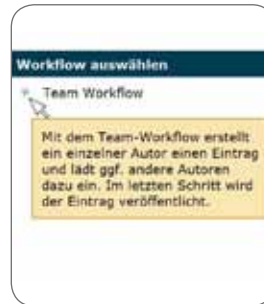 Workflow auswählen
Team Workflow
Mit dem Team-Workflow erstellt
ein einzelner Autor einen Eintrag
und lädt ggf. andere Autoren
dazu ein. Im letzten Schritt wird
der Eintrag veröffentlicht.